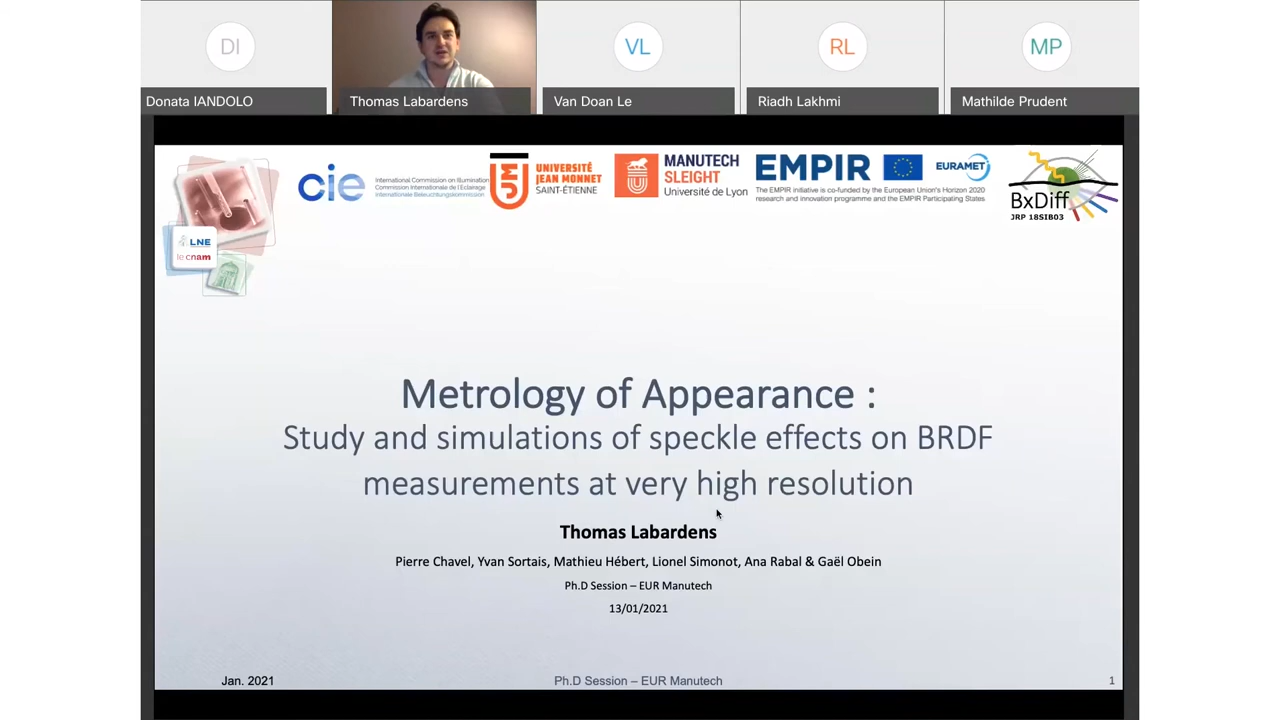 DI
VL
RL
MP
Donata IANDOLO
Thomas Labardens
Van Doan Le
Riadh Lakhmi
Mathilde Prudent
LNE
le cnam
cie
International Commission on Illumination
Commission Internationale de l'Eclairage
Internationale Beleuchtungskommission
UJM
UNIVERSITÉ
JEAN MONNET
SAINT-ÉTIENNE
MANUTECH
SLEIGHT
Université de Lyon
EMPIR
EURAMET
The EMPIR initiative is co-funded by the European Union's Horizon 2020
research and innovation programme and the EMPIR Participating States
BxDiff
JRP 18SIB03
Metrology of Appearance :
Study and simulations of speckle effects on BRDF
measurements at very high resolution
Thomas Labardens
Pierre Chavel, Yvan Sortais, Mathieu Hébert, Lionel Simonot, Ana Rabal & Gaël Obein
Ph.D Session – EUR Manutech
13/01/2021
Jan. 2021
Ph.D Session – EUR Manutech
1